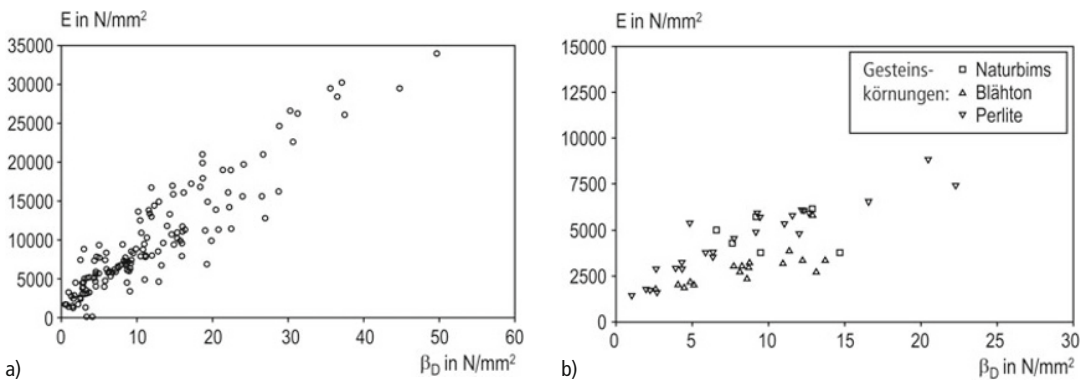 E in N/mm²
35000
30000
25000
20000
15000
10000
5000
0
0 10 20 30 40 50 60
a) β_D in N/mm²
E in N/mm²
15000
12500
10000
7500
5000
2500
0
Gesteins-
körnungen:
Naturbims
Blähton
Perlite
0 5 10 15 20 25 30
b) β_D in N/mm²